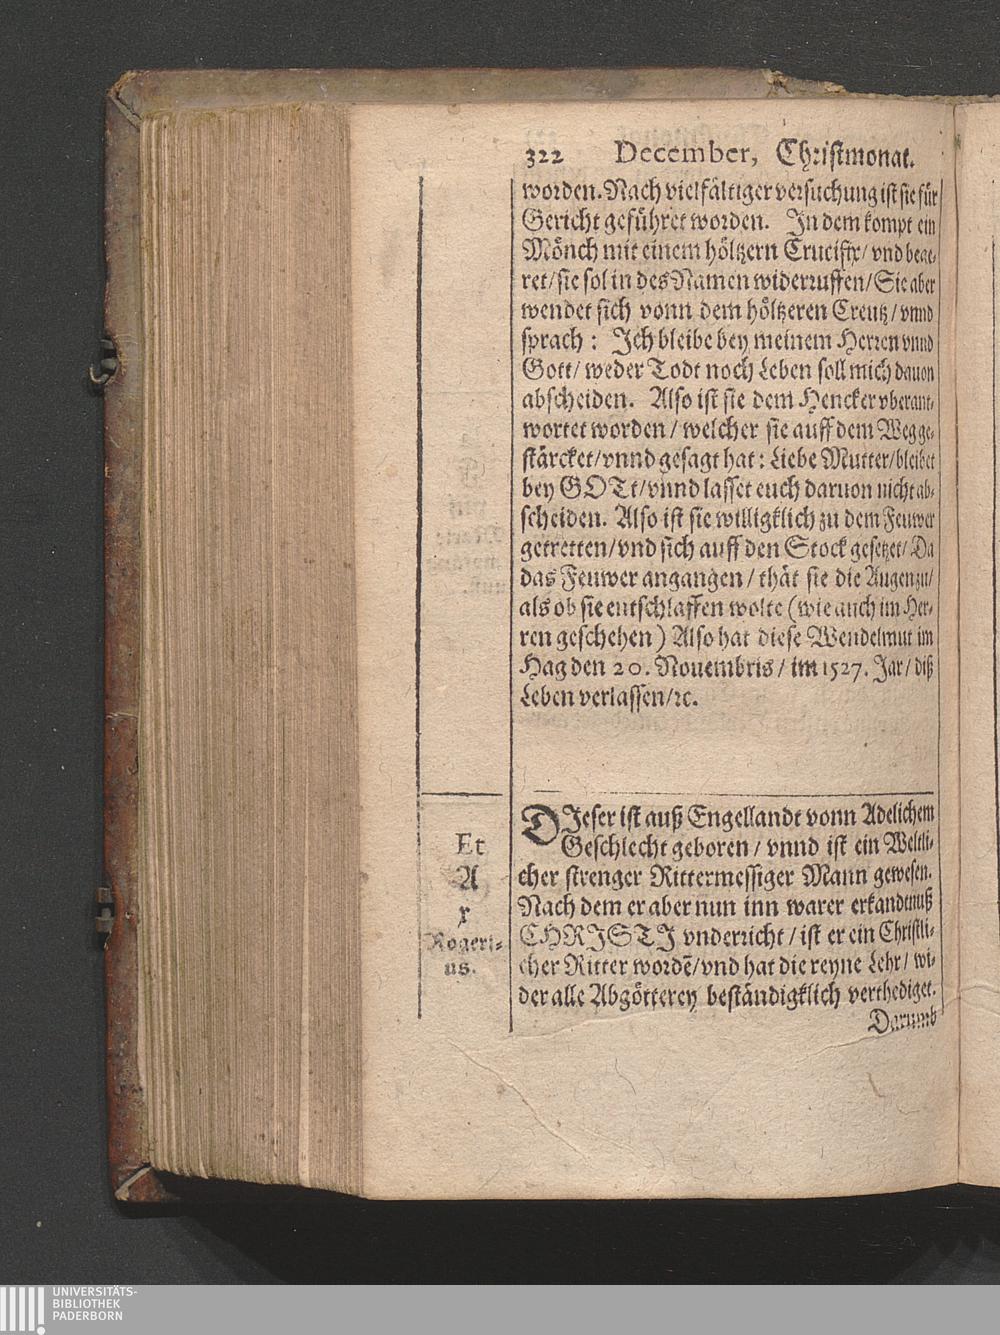 322 December, Christmonat.
worden. Nach vielfältiger versuchung ist sie für
Gericht geführet worden. In dem kompt ein
Mönch mit einem höltzern Crucifix/ vnd bege-
ret/ sie sol in des Namen widerruffen/ Sie aber
wendet sich vonn dem höltzeren Creutz/ vnnd
sprach: Ich bleibe bey meinem Herren vnnd
Gott/ weder Todt noch Leben soll mich dauon
abscheiden. Also ist sie dem Hencker vberant-
wortet worden/ welcher sie auff dem Weg ge-
stärcket/ vnnd gesagt hat: Liebe Mutter/ bleibet
bey GOTt/ vnnd lasset euch daruon nicht ab-
scheiden. Also ist sie willigklich zu dem Feuwer
getretten/ vnd sich auff den Stock gesetzet/ Da
das Feuwer angangen/ thät sie die Augen zu/
als ob sie entschlaffen wolte (wie auch im Her-
ren geschehen) Also hat diese Wendelmut im
Hag den 20. Nouembris/ im 1527. Jar/ diß
Leben verlassen/ ꝛc.
Et
A
x
Rogeri-
us.
DIeser ist auß Engellandt vonn Adelichem
Geschlecht geboren/ vnnd ist ein Weltli-
cher strenger Rittermessiger Mann gewesen.
Nach dem er aber nun inn warer erkandtnuß
CHRISTI vnderricht/ ist er ein Christli-
cher Ritter wordē/ vnd hat die reyne Lehr/ wi-
der alle Abgötterey beständigklich verthediget.
Darumb
UNIVERSITÄTS-
BIBLIOTHEK
PADERBORN